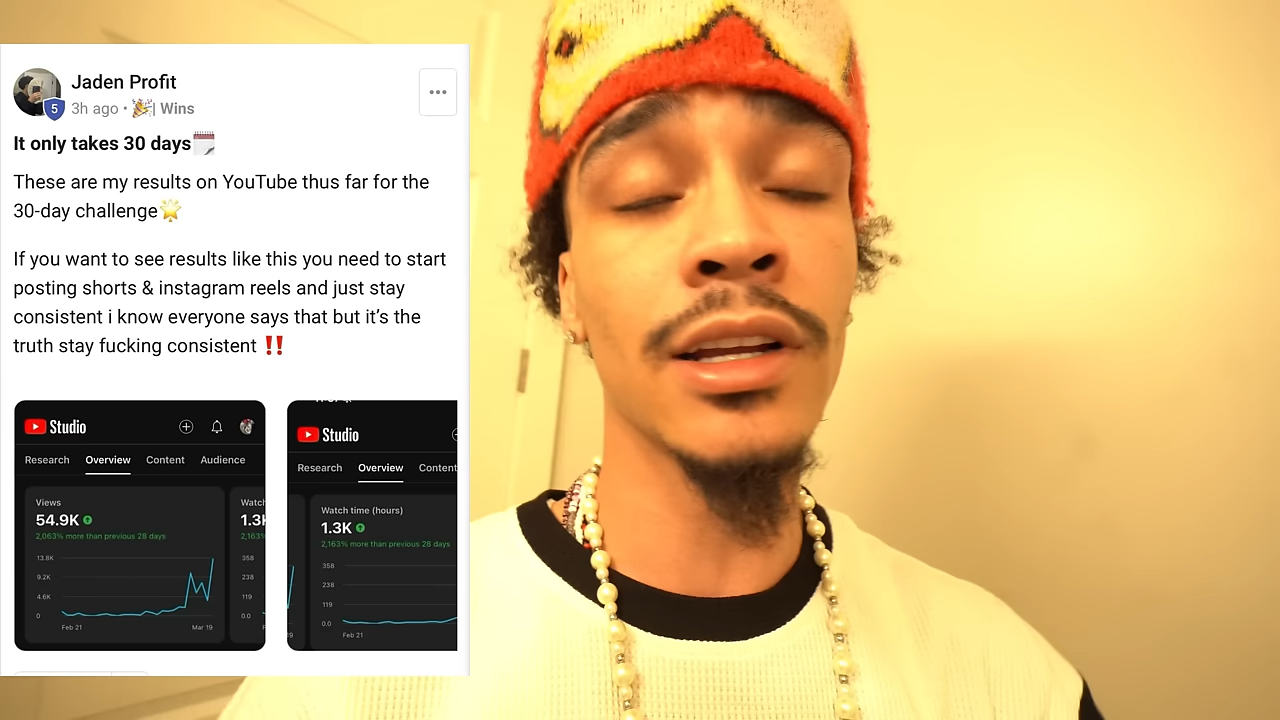 Jaden Profit
5
3h ago • 🎉| Wins
•••
It only takes 30 days🗓️
These are my results on YouTube thus far for the
30-day challenge🌟
If you want to see results like this you need to start
posting shorts & instagram reels and just stay
consistent i know everyone says that but it’s the
truth stay fucking consistent ‼️
Studio
Research Overview Content Audience
Views
54.9K
2,063% more than previous 28 days
13.8K
9.2K
4.6K
0
Feb 21 Mar 19
Watch
1.3K
2,163%
358
238
119
0.0
Studio
Research Overview Content
Watch time (hours)
1.3K
2,163% more than previous 28 days
358
238
119
0.0
Feb 21